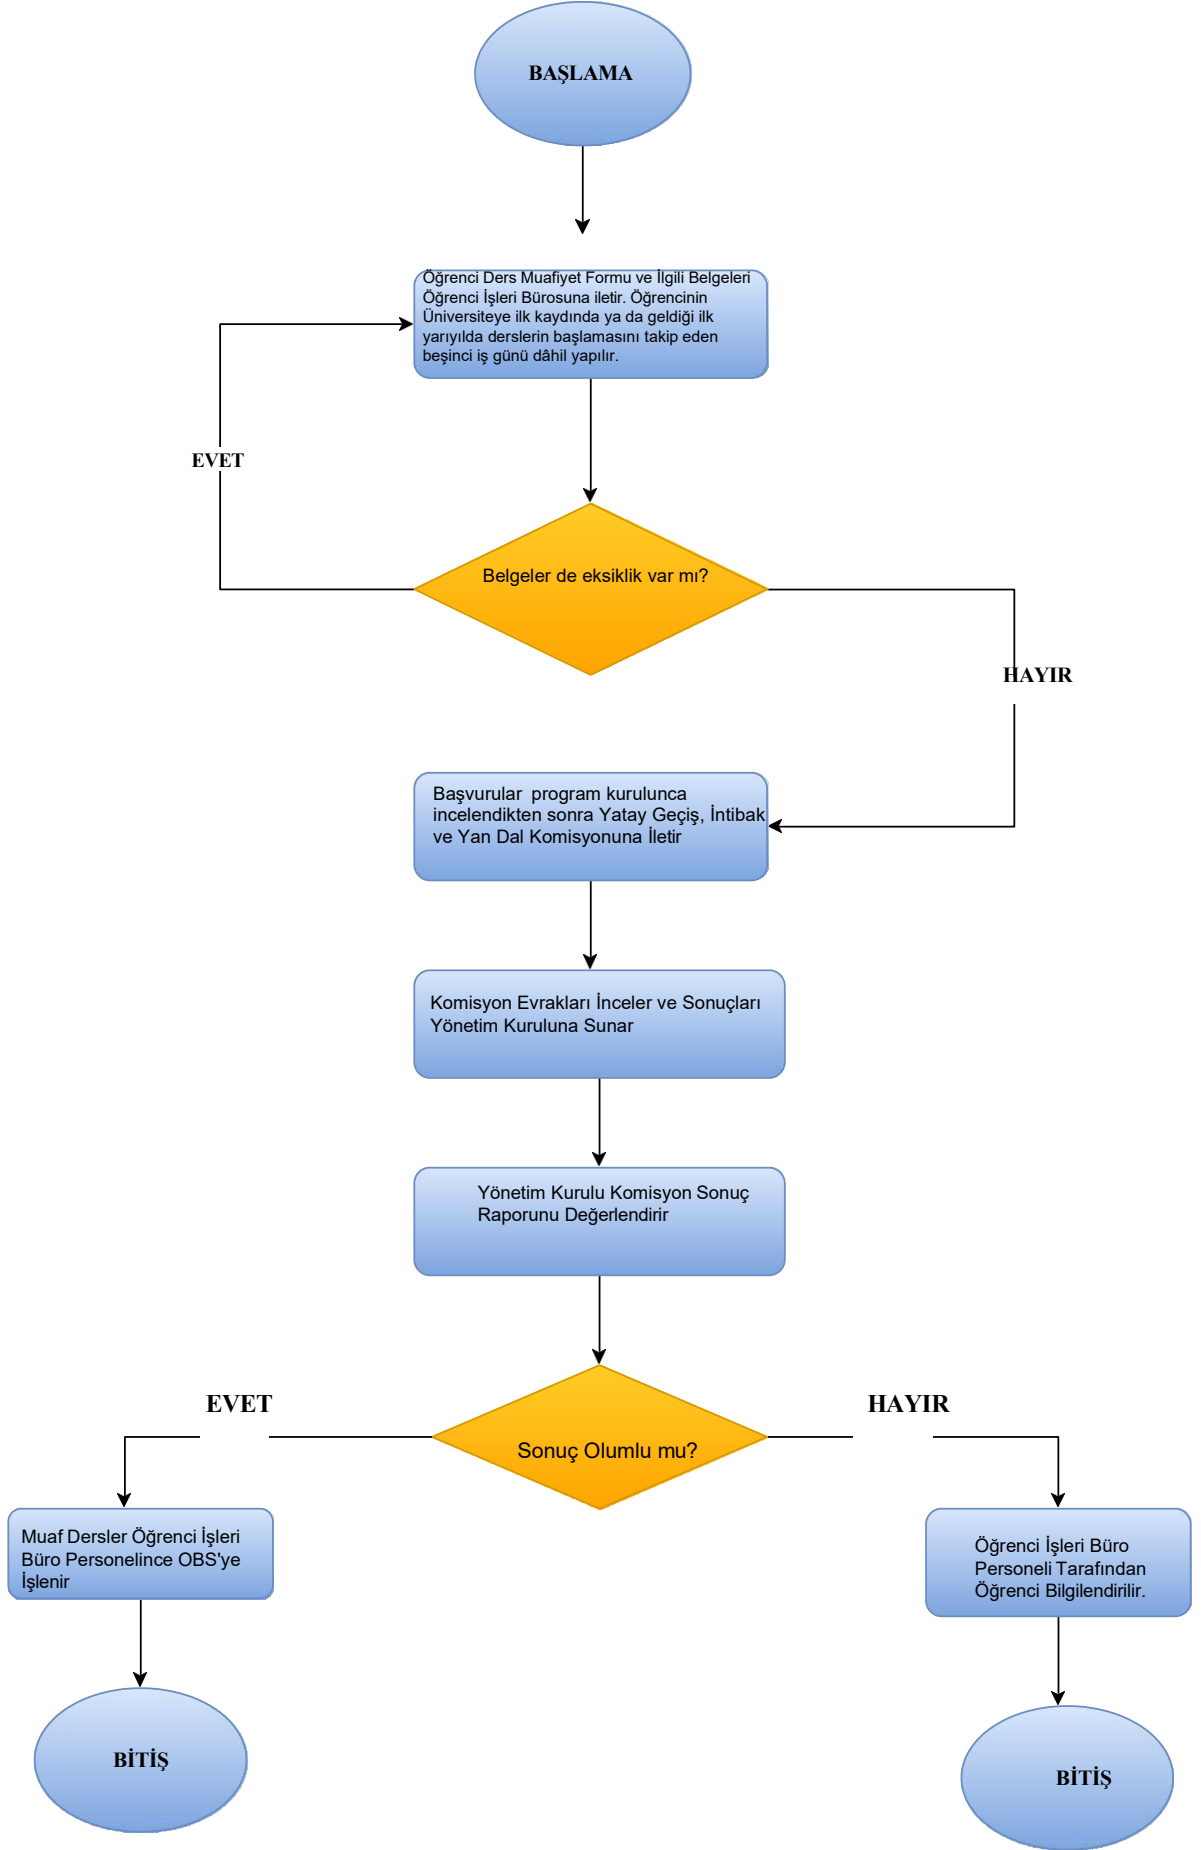 BAŞLAMA
Öğrenci Ders Muafiyet Formu ve İlgili Belgeleri
Öğrenci İşleri Bürosuna iletir. Öğrencinin
Üniversiteye ilk kaydında ya da geldiği ilk
yarıyılda derslerin başlamasını takip eden
beşinci iş günü dâhil yapılır.
EVET
Belgeler de eksiklik var mı?
HAYIR
Başvurular program kurulunca
incelendikten sonra Yatay Geçiş, İntibak
ve Yan Dal Komisyonuna İletir
Komisyon Evrakları İnceler ve Sonuçları
Yönetim Kuruluna Sunar
Yönetim Kurulu Komisyon Sonuç
Raporunu Değerlendirir
EVET
HAYIR
Sonuç Olumlu mu?
Muaf Dersler Öğrenci İşleri
Büro Personelince OBS'ye
İşlenir
Öğrenci İşleri Büro
Personeli Tarafından
Öğrenci Bilgilendirilir.
BİTİŞ
BİTİŞ